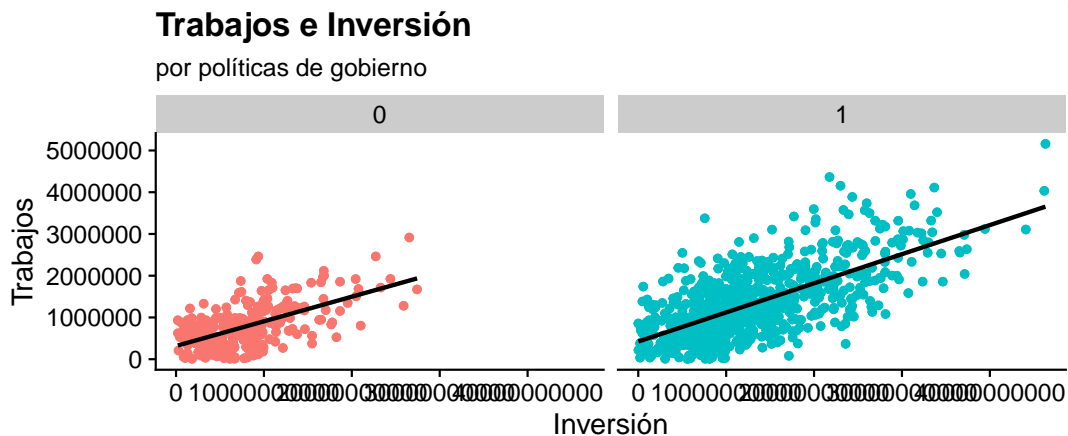 Trabajos e Inversión
por políticas de gobierno
0 1
5000000
4000000
3000000
2000000
1000000
0
Trabajos
0 0
Inversión